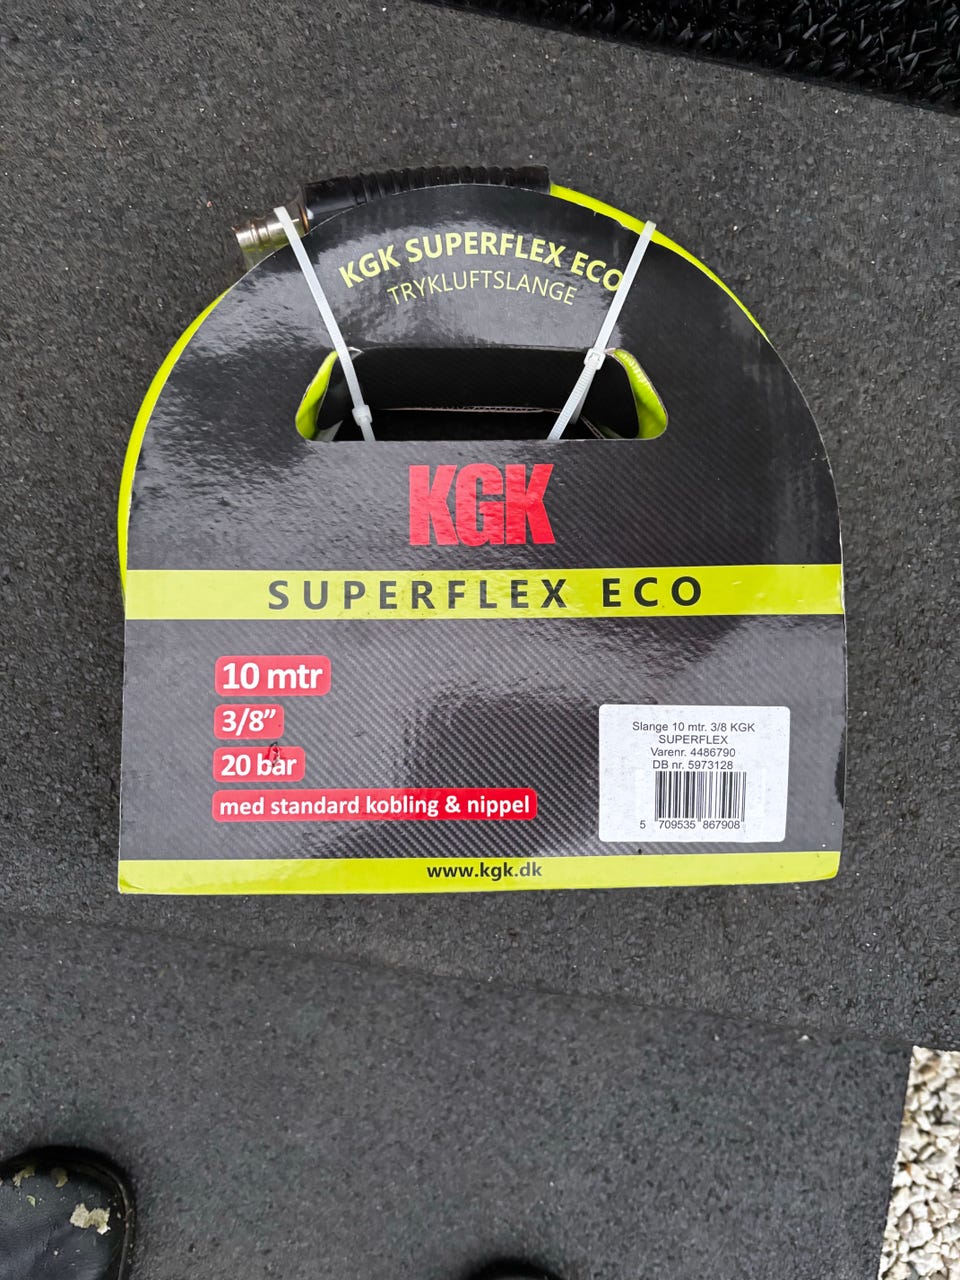 KGK SUPERFLEX ECO
TRYKLUFTSLANGE
KGK
SUPERFLEX ECO
10 mtr
3/8”
20 bar
med standard kobling & nippel
Slange 10 mtr. 3/8 KGK
SUPERFLEX
Varenr. 4486790
DB nr. 5973128
5 709535 867908
www.kgk.dk